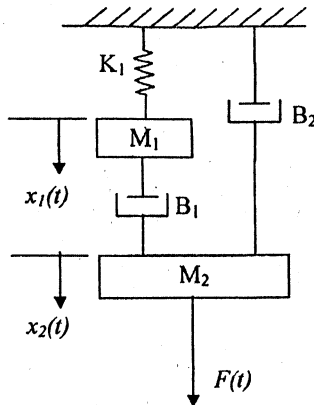 K₁
B₂
M₁
x₁(t)
B₁
M₂
x₂(t)
F(t)